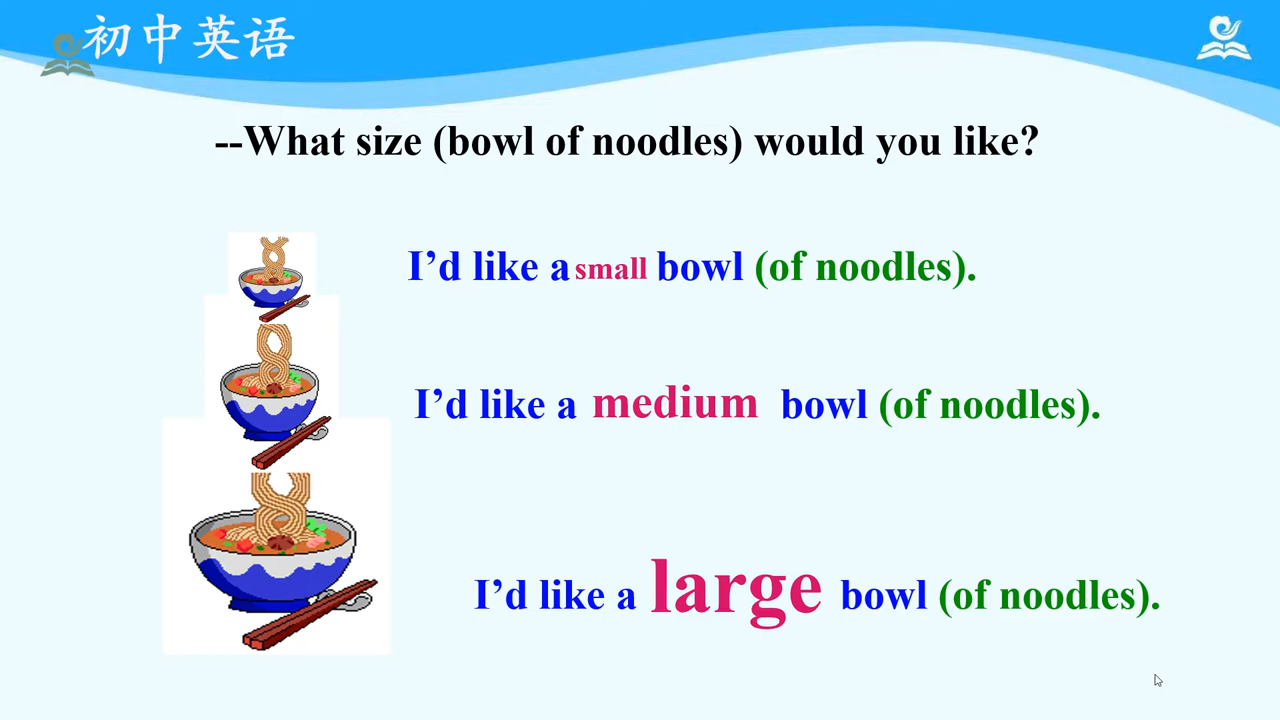 初中英语
--What size (bowl of noodles) would you like?
I’d like a small bowl (of noodles).
I’d like a medium bowl (of noodles).
I’d like a large bowl (of noodles).